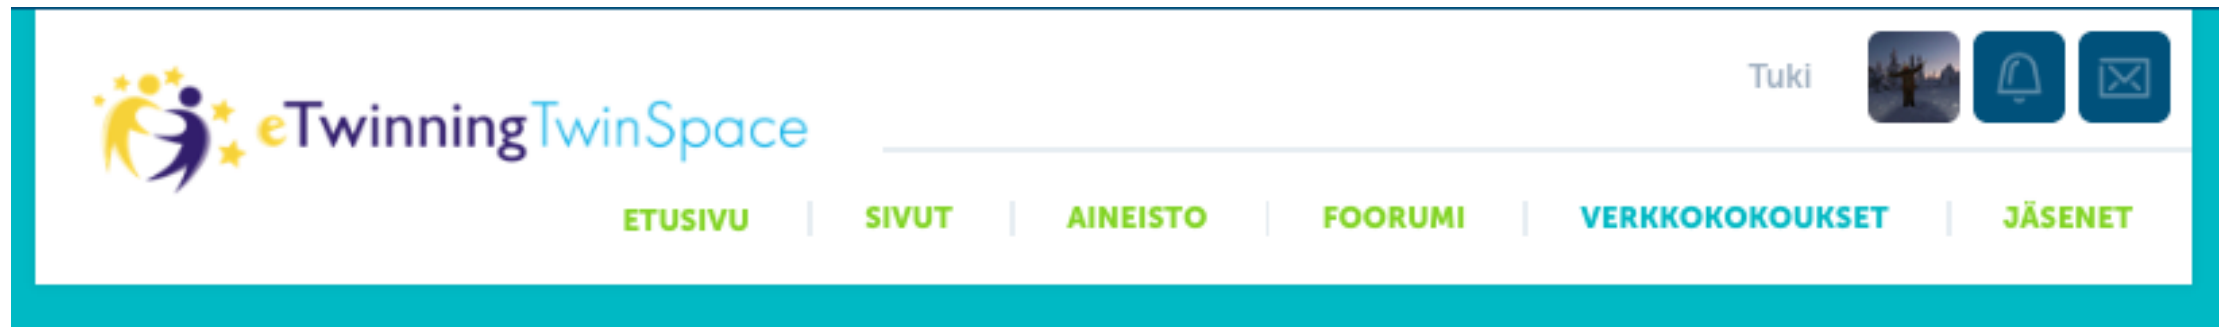 Tuki
eTwinning TwinSpace
ETUSIVU SIVUT AINEISTO FOORUMI VERKKOKOKOUKSET JÄSENET